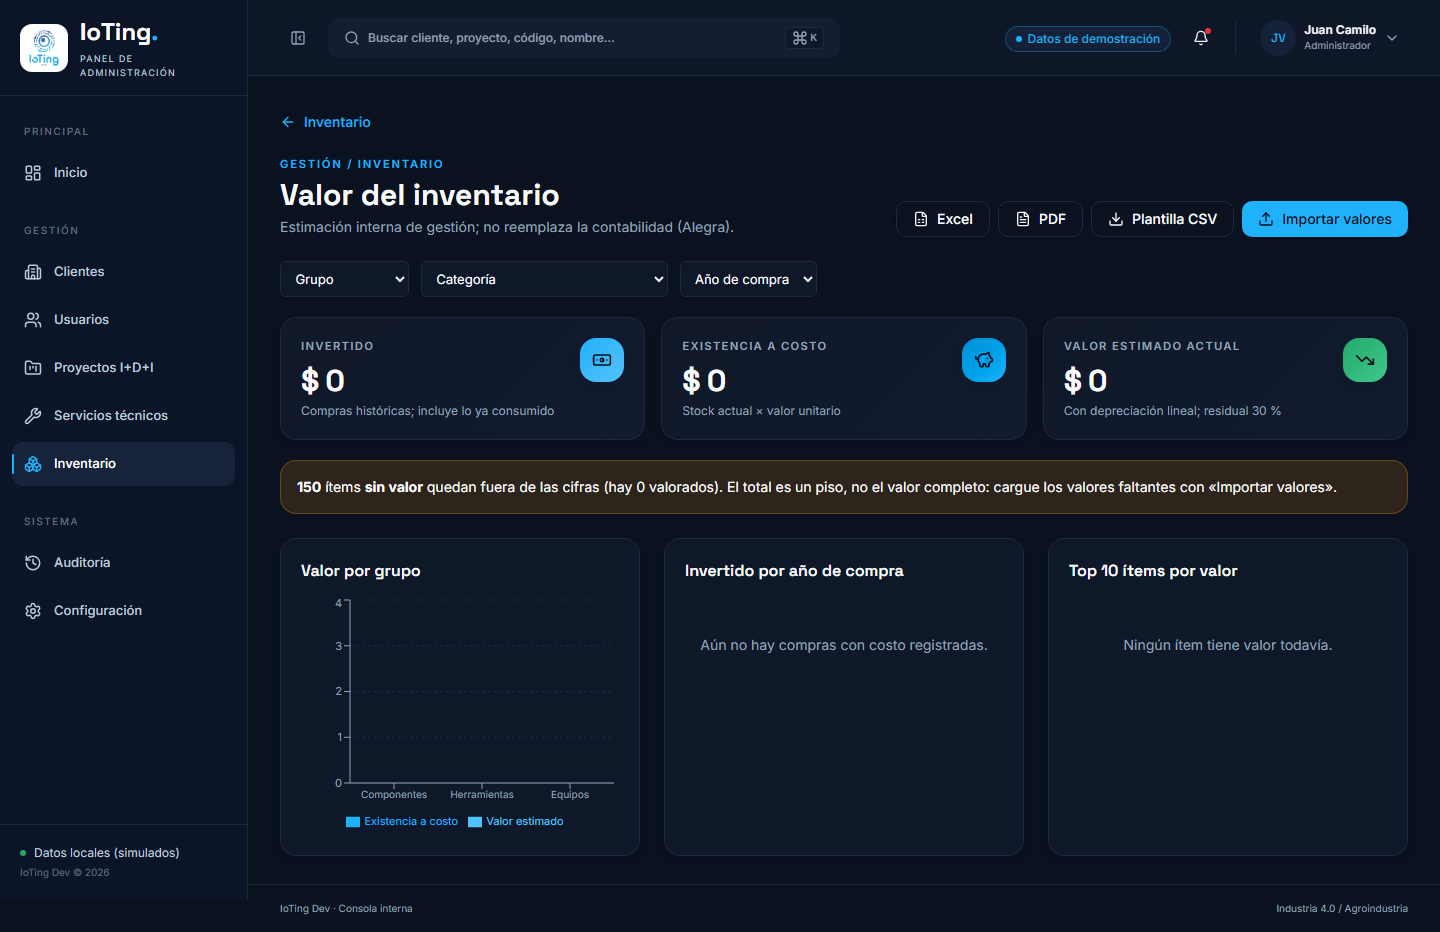 IoTing
IoTing.
PANEL DE
ADMINISTRACIÓN
PRINCIPAL
Inicio
GESTIÓN
Clientes
Usuarios
Proyectos I+D+I
Servicios técnicos
Inventario
SISTEMA
Auditoría
Configuración
Datos locales (simulados)
IoTing Dev © 2026
Buscar cliente, proyecto, código, nombre...
⌘ K
Datos de demostración
JV
Juan Camilo
Administrador
Inventario
GESTIÓN / INVENTARIO
Valor del inventario
Estimación interna de gestión; no reemplaza la contabilidad (Alegra).
Excel
PDF
Plantilla CSV
Importar valores
Grupo
Categoría
Año de compra
INVERTIDO
$ 0
Compras históricas; incluye lo ya consumido
EXISTENCIA A COSTO
$ 0
Stock actual × valor unitario
VALOR ESTIMADO ACTUAL
$ 0
Con depreciación lineal; residual 30 %
150 ítems sin valor quedan fuera de las cifras (hay 0 valorados). El total es un piso, no el valor completo: cargue los valores faltantes con «Importar valores».
Valor por grupo
4
3
2
1
0
Componentes
Herramientas
Equipos
Existencia a costo
Valor estimado
Invertido por año de compra
Aún no hay compras con costo registradas.
Top 10 ítems por valor
Ningún ítem tiene valor todavía.
IoTing Dev · Consola interna
Industria 4.0 / Agroindustria